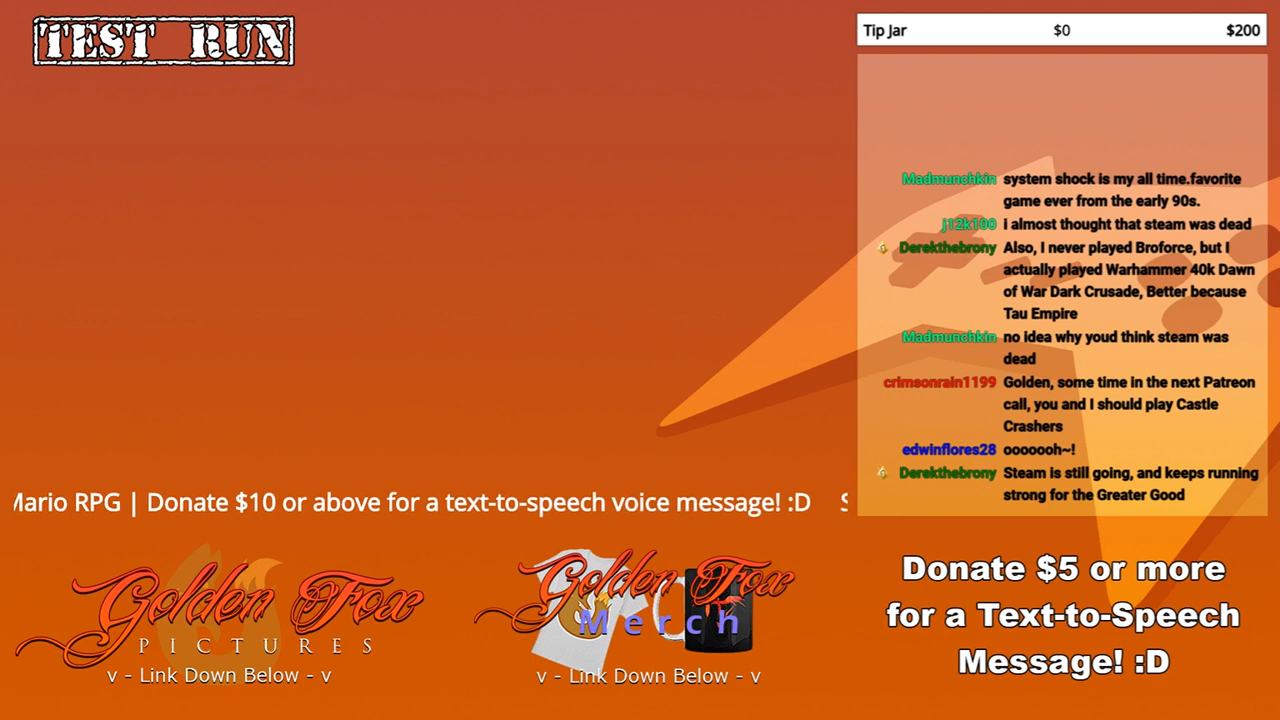 TEST RUN
Tip Jar $0 $200
Madmunchkin system shock is my all time.favorite
game ever from the early 90s.
j12k100 i almost thought that steam was dead
Derekthebrony Also, I never played Broforce, but I
actually played Warhammer 40k Dawn
of War Dark Crusade, Better because
Tau Empire
Madmunchkin no idea why youd think steam was
dead
crimsonrain1199 Golden, some time in the next Patreon
call, you and I should play Castle
Crashers
edwinflores28 ooooooh~!
Derekthebrony Steam is still going, and keeps running
strong for the Greater Good
Mario RPG | Donate $10 or above for a text-to-speech voice message! :D S
Golden Fox
PICTURES
v - Link Down Below - v
Golden Fox
Merch
v - Link Down Below - v
Donate $5 or more
for a Text-to-Speech
Message! :D